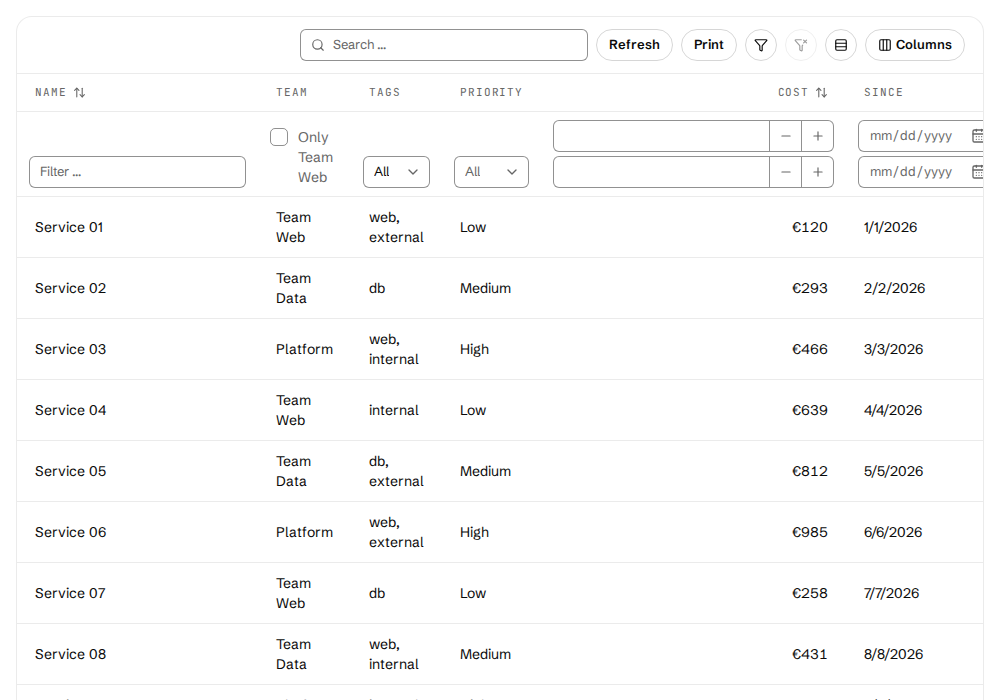 Search ...
Refresh
Print
Columns
NAME
TEAM
TAGS
PRIORITY
COST
SINCE
Filter ...
Only
Team
Web
All
All
mm/dd/yyyy
mm/dd/yyyy
Service 01
Team
Web
web,
external
Low
€120
1/1/2026
Service 02
Team
Data
db
Medium
€293
2/2/2026
Service 03
Platform
web,
internal
High
€466
3/3/2026
Service 04
Team
Web
internal
Low
€639
4/4/2026
Service 05
Team
Data
db,
external
Medium
€812
5/5/2026
Service 06
Platform
web,
external
High
€985
6/6/2026
Service 07
Team
Web
db
Low
€258
7/7/2026
Service 08
Team
Data
web,
internal
Medium
€431
8/8/2026